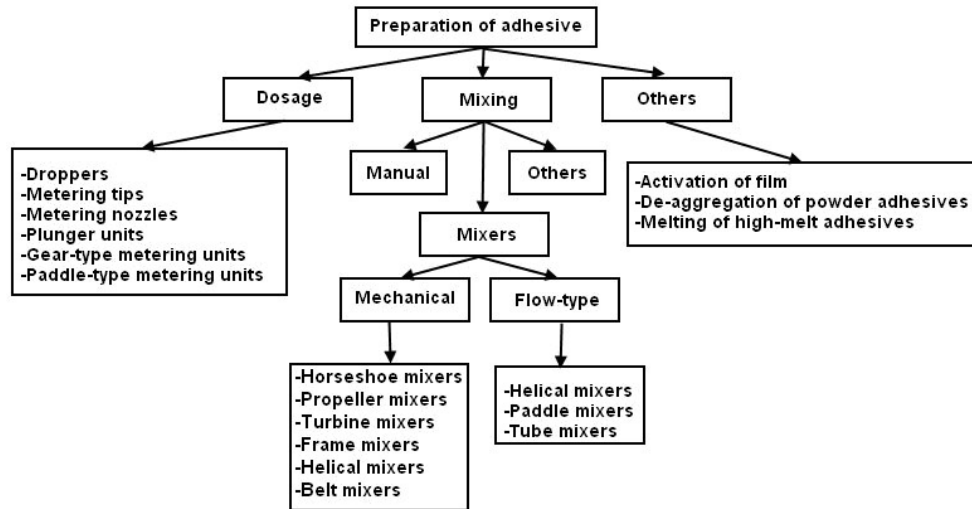 Preparation of adhesive
Dosage
Mixing
Others
-Droppers
-Metering tips
-Metering nozzles
-Plunger units
-Gear-type metering units
-Paddle-type metering units
Manual
Others
-Activation of film
-De-aggregation of powder adhesives
-Melting of high-melt adhesives
Mixers
Mechanical
Flow-type
-Horseshoe mixers
-Propeller mixers
-Turbine mixers
-Frame mixers
-Helical mixers
-Belt mixers
-Helical mixers
-Paddle mixers
-Tube mixers